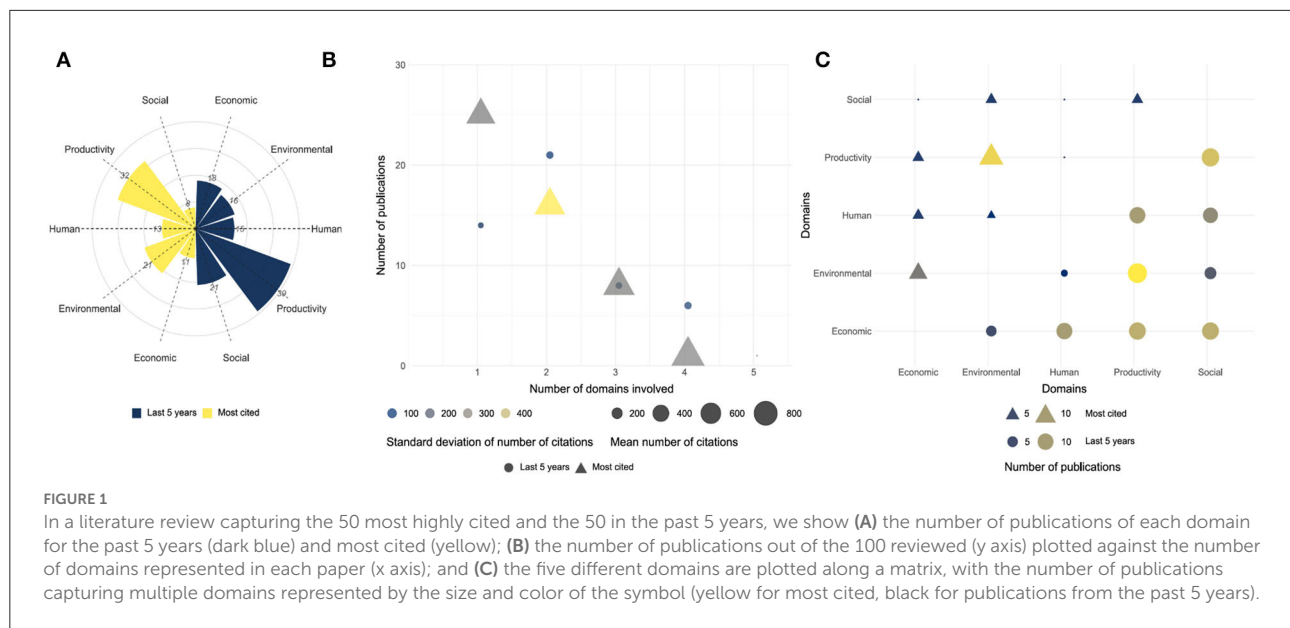 A
Social
Economic
Productivity
Environmental
32
18
8
16
Human
13
15
Human
21
11
21
39
Environmental
Productivity
Economic
Social
Last 5 years
Most cited
B
30
20
10
0
Number of publications
1 2 3 4 5
Number of domains involved
100 200 300 400
Standard deviation of number of citations
200 400 600 800
Mean number of citations
Last 5 years Most cited
C
Social
Productivity
Human
Environmental
Economic
Domains
Economic Environmental Human Productivity Social
Domains
5 10 Most cited
5 10 Last 5 years
Number of publications
FIGURE 1
In a literature review capturing the 50 most highly cited and the 50 in the past 5 years, we show (A) the number of publications of each domain
for the past 5 years (dark blue) and most cited (yellow); (B) the number of publications out of the 100 reviewed (y axis) plotted against the number
of domains represented in each paper (x axis); and (C) the five different domains are plotted along a matrix, with the number of publications
capturing multiple domains represented by the size and color of the symbol (yellow for most cited, black for publications from the past 5 years).